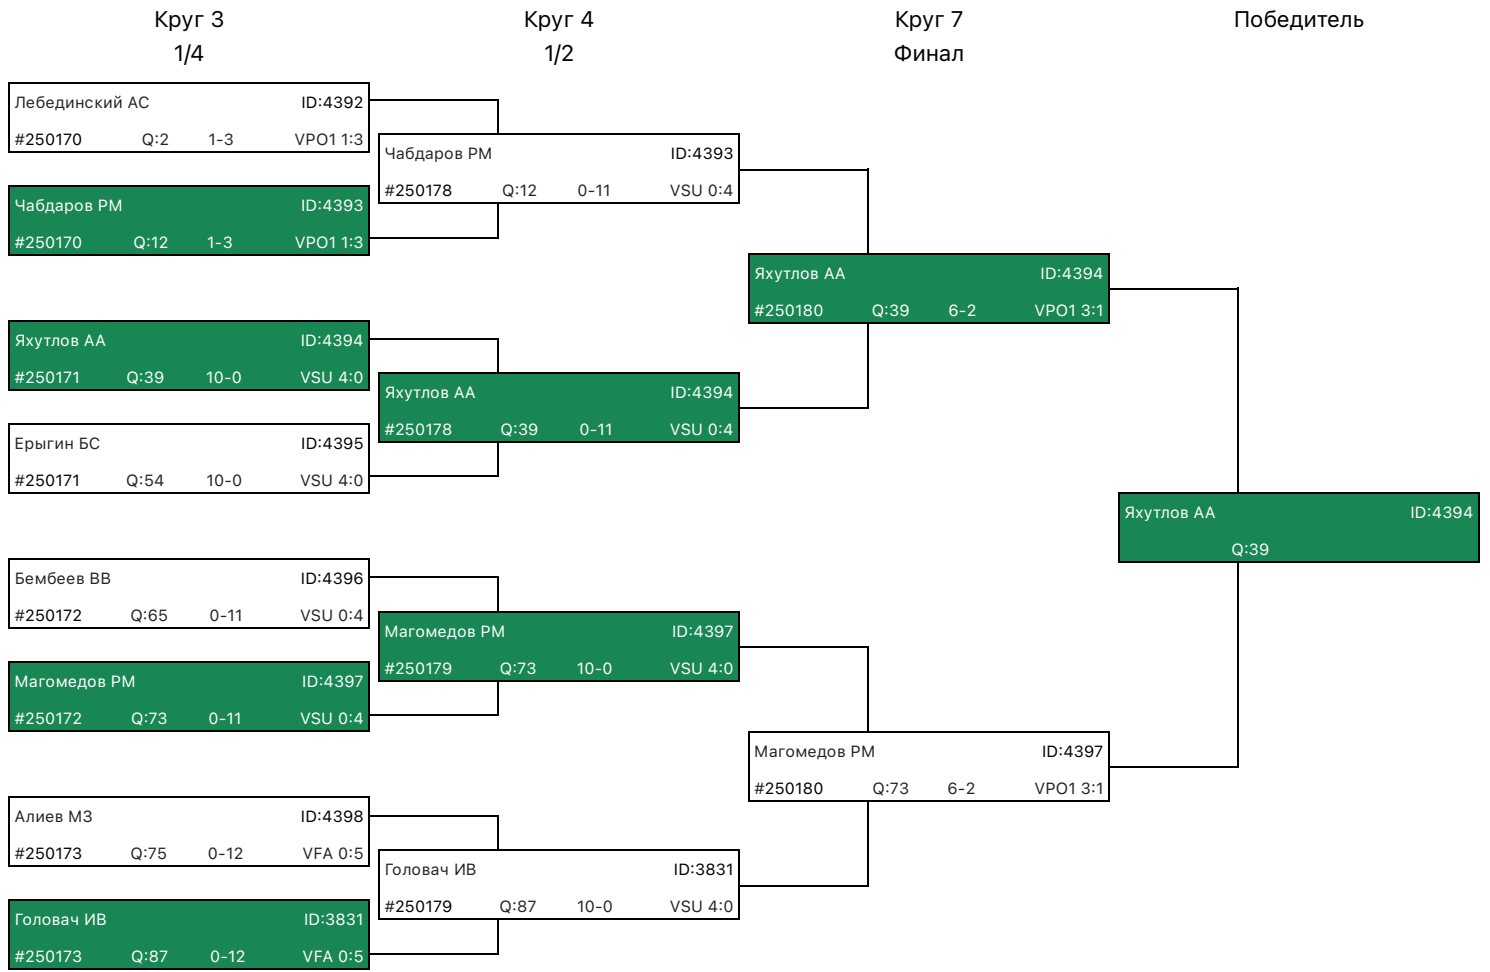 Круг 3 Круг 4 Круг 7 Победитель
1/4 1/2 Финал
Лебединский АС ID:4392
#250170 Q:2 1-3 VPO1 1:3
Чабдаров РМ ID:4393
#250170 Q:12 1-3 VPO1 1:3
Яхутлов АА ID:4394
#250171 Q:39 10-0 VSU 4:0
Ерыгин БС ID:4395
#250171 Q:54 10-0 VSU 4:0
Бембеев ВВ ID:4396
#250172 Q:65 0-11 VSU 0:4
Магомедов РМ ID:4397
#250172 Q:73 0-11 VSU 0:4
Алиев МЗ ID:4398
#250173 Q:75 0-12 VFA 0:5
Головач ИВ ID:3831
#250173 Q:87 0-12 VFA 0:5
Чабдаров РМ ID:4393
#250178 Q:12 0-11 VSU 0:4
Яхутлов АА ID:4394
#250178 Q:39 0-11 VSU 0:4
Магомедов РМ ID:4397
#250179 Q:73 10-0 VSU 4:0
Головач ИВ ID:3831
#250179 Q:87 10-0 VSU 4:0
Яхутлов АА ID:4394
#250180 Q:39 6-2 VPO1 3:1
Магомедов РМ ID:4397
#250180 Q:73 6-2 VPO1 3:1
Яхутлов АА ID:4394
Q:39